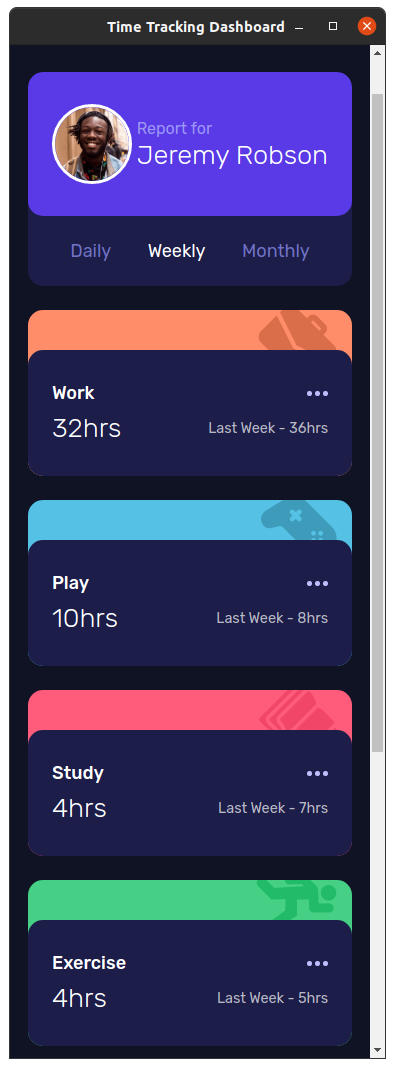 Time Tracking Dashboard
Report for
Jeremy Robson
Daily Weekly Monthly
Work
32hrs Last Week - 36hrs
Play
10hrs Last Week - 8hrs
Study
4hrs Last Week - 7hrs
Exercise
4hrs Last Week - 5hrs